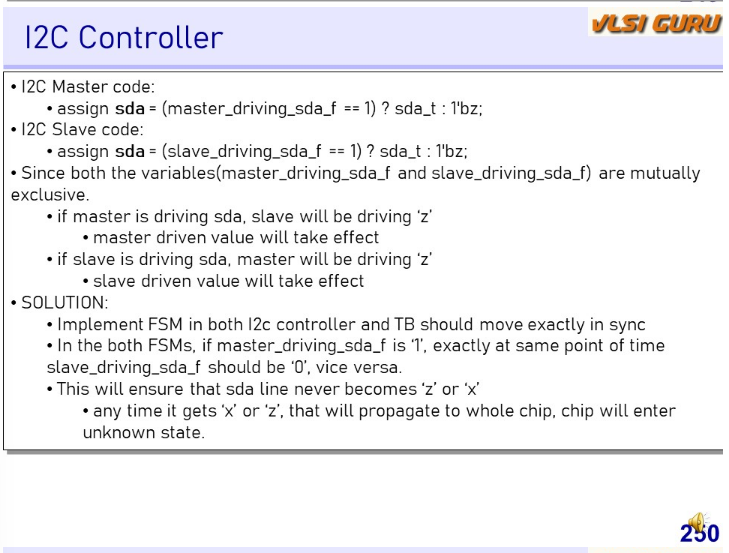 VLSI GURU
I2C Controller
• I2C Master code:
• assign sda = (master_driving_sda_f == 1) ? sda_t : 1'bz;
• I2C Slave code:
• assign sda = (slave_driving_sda_f == 1) ? sda_t : 1'bz;
• Since both the variables(master_driving_sda_f and slave_driving_sda_f) are mutually
exclusive.
• if master is driving sda, slave will be driving ‘z’
• master driven value will take effect
• if slave is driving sda, master will be driving ‘z’
• slave driven value will take effect
• SOLUTION:
• Implement FSM in both I2c controller and TB should move exactly in sync
• In the both FSMs, if master_driving_sda_f is ‘1’, exactly at same point of time
slave_driving_sda_f should be ‘0’, vice versa.
• This will ensure that sda line never becomes ‘z’ or ‘x’
• any time it gets ‘x’ or ‘z’, that will propagate to whole chip, chip will enter
unknown state.
250